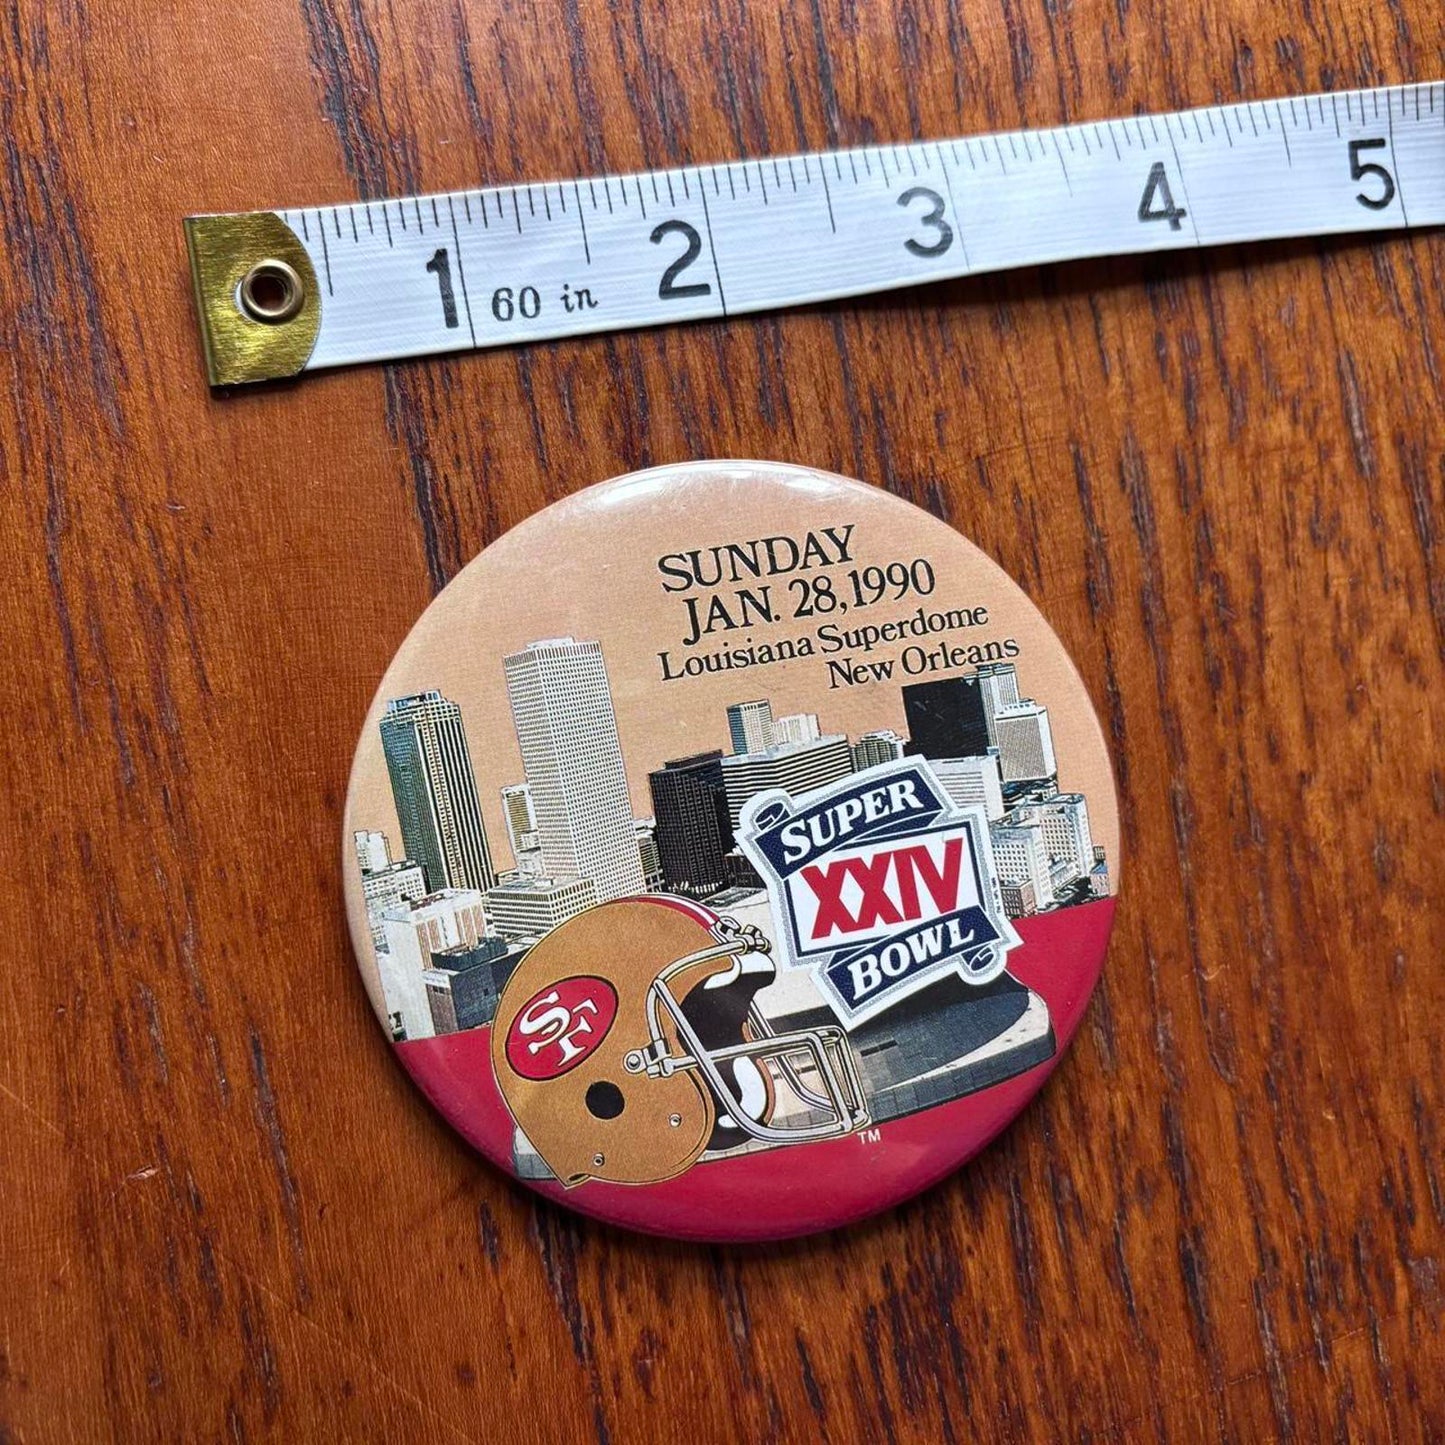 1 2 3 4 5
60 in
SUNDAY
JAN. 28, 1990
Louisiana Superdome
New Orleans
SUPER
XXIV
BOWL
SF
TM